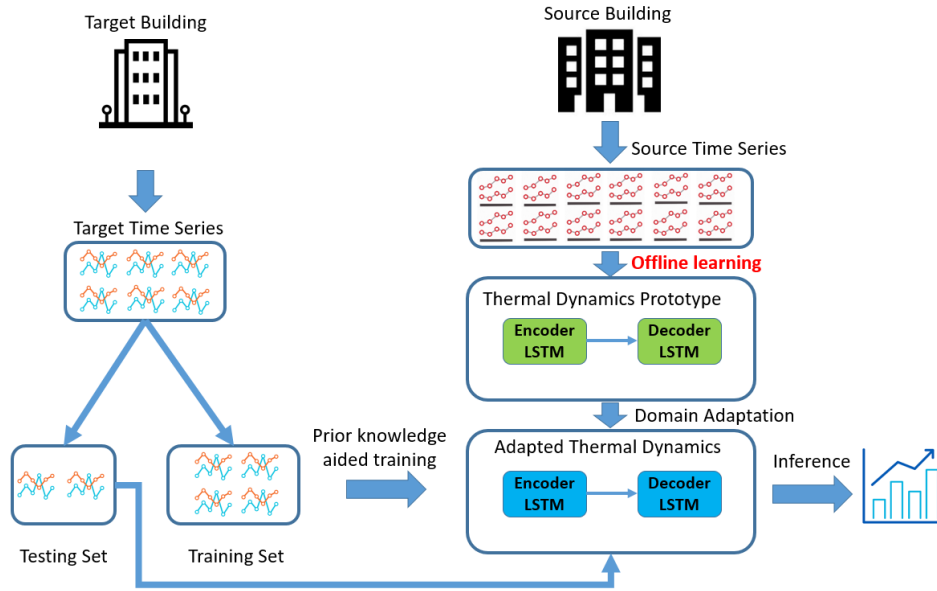 Target Building
Source Building
Source Time Series
Target Time Series
Offline learning
Thermal Dynamics Prototype
Encoder
LSTM
Decoder
LSTM
Domain Adaptation
Prior knowledge
aided training
Adapted Thermal Dynamics
Encoder
LSTM
Decoder
LSTM
Inference
Testing Set
Training Set